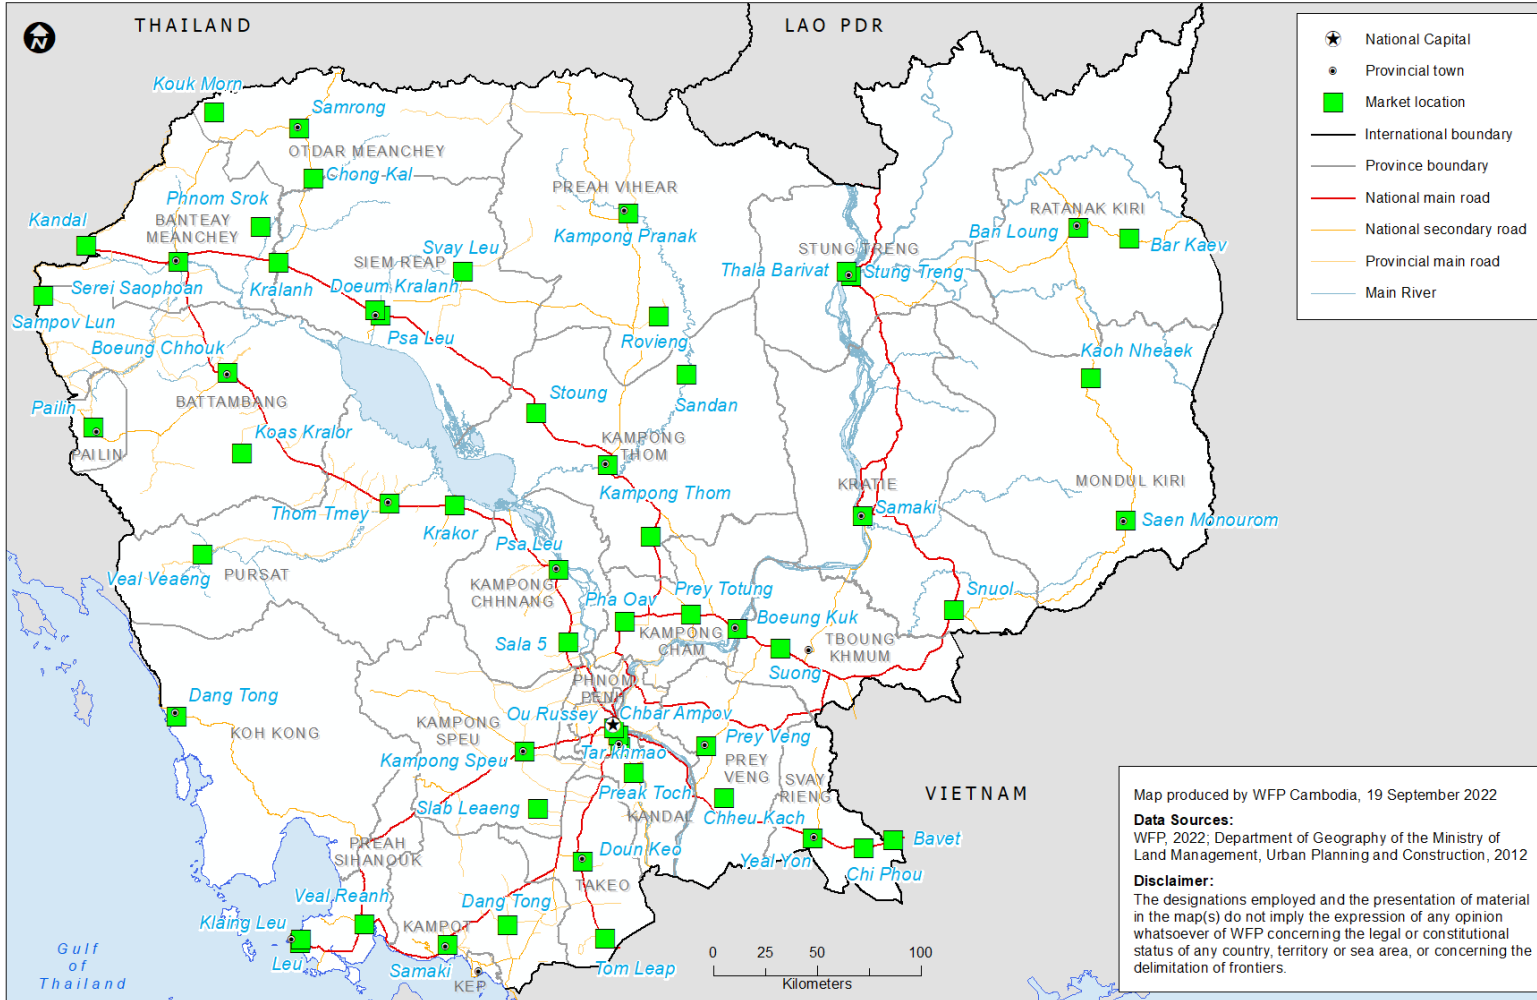 THAILAND
LAO PDR
N
Kouk Morn
Samrong
OTDAR MEANCHEY
Chong Kal
PREAH VIHEAR
Phnom Srok
BANTEAY
MEANCHEY
Kandal
Kampong Pranak
RATANAK KIRI
Ban Loung
Bar Kaev
Svay Leu
SIEM REAP
STUNG TRENG
Thala Barivat
Stung Treng
Serei Saophoan
Kralanh
Doeum Kralanh
Sampov Lun
Psa Leu
Rovieng
Boeung Chhouk
Kaoh Nheaek
BATTAMBANG
Stoung
Sandan
Pailin
PAILIN
Koas Kralor
KAMPONG
THOM
Kampong Thom
KRATIE
MONDUL KIRI
Thom Tmey
Krakor
Samaki
Saen Monourom
Psa Leu
Veal Veaeng
PURSAT
KAMPONG
CHHNANG
Pha Oav
Prey Totung
Boeung Kuk
Snuol
Sala 5
KAMPONG
CHAM
TBOUNG
KHMUM
Suong
PHNOM
PENH
Dang Tong
KOH KONG
KAMPONG
SPEU
Ou Russey
Chbar Ampov
Kampong Speu
Tar khmao
Prey Veng
PREY
VENG
SVAY
RIENG
Preak Toch
Slab Leaeng
KANDAL
Chheu Kach
VIETNAM
PREAH
SIHANOUK
Doun Keo
TAKEO
Yeal Yon
Bavet
Chi Phou
Veal Reanh
Dang Tong
Klaing Leu
KAMPOT
Leu
Samaki
KEP
Tom Leap
Gulf
of
Thailand
0 25 50 100
Kilometers
National Capital
Provincial town
Market location
International boundary
Province boundary
National main road
National secondary road
Provincial main road
Main River
Map produced by WFP Cambodia, 19 September 2022
Data Sources:
WFP, 2022; Department of Geography of the Ministry of
Land Management, Urban Planning and Construction, 2012
Disclaimer:
The designations employed and the presentation of material
in the map(s) do not imply the expression of any opinion
whatsoever of WFP concerning the legal or constitutional
status of any country, territory or sea area, or concerning the
delimitation of frontiers.